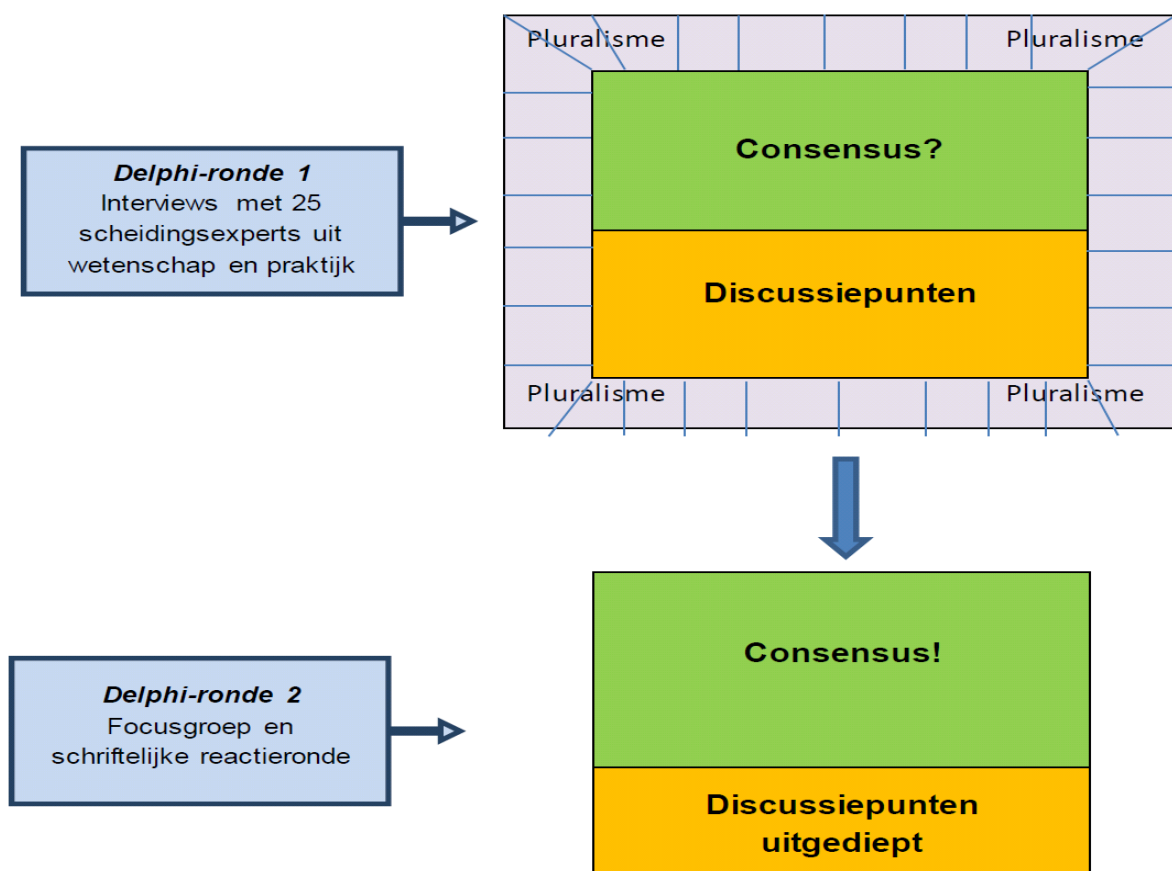 Pluralisme
Pluralisme
Consensus?
Delphi-ronde 1
Interviews met 25
scheidingsexperts uit
wetenschap en praktijk
Discussiepunten
Pluralisme
Pluralisme
Consensus!
Delphi-ronde 2
Focusgroep en
schriftelijke reactieronde
Discussiepunten
uitgediept